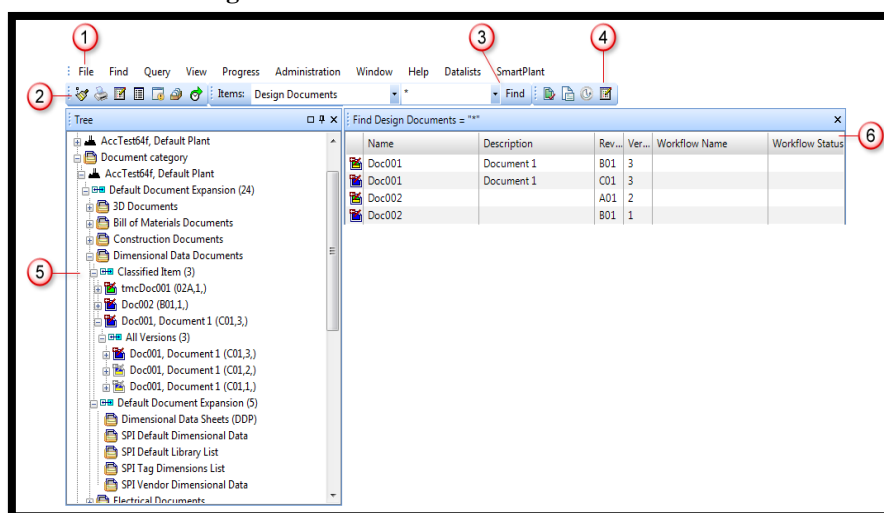 1
3
4
File Find Query View Progress Administration Window Help Datalists SmartPlant
2
Items: Design Documents * Find
Tree
Find Design Documents = "*"
Name Description Rev... Ver... Workflow Name Workflow Status
6
Doc001 Document 1 B01 3
Doc001 Document 1 C01 3
Doc002 A01 2
Doc002 B01 1
AccTest64f, Default Plant
Document category
AccTest64f, Default Plant
Default Document Expansion (24)
3D Documents
Bill of Materials Documents
Construction Documents
Dimensional Data Documents
5
Classified Item (3)
tmcDoc001 (02A,1,)
Doc002 (B01,1,)
Doc001, Document 1 (C01,3,)
All Versions (3)
Doc001, Document 1 (C01,3,)
Doc001, Document 1 (C01,2,)
Doc001, Document 1 (C01,1,)
Default Document Expansion (5)
Dimensional Data Sheets (DDP)
SPI Default Dimensional Data
SPI Default Library List
SPI Tag Dimensions List
SPI Vendor Dimensional Data
Electrical Documents